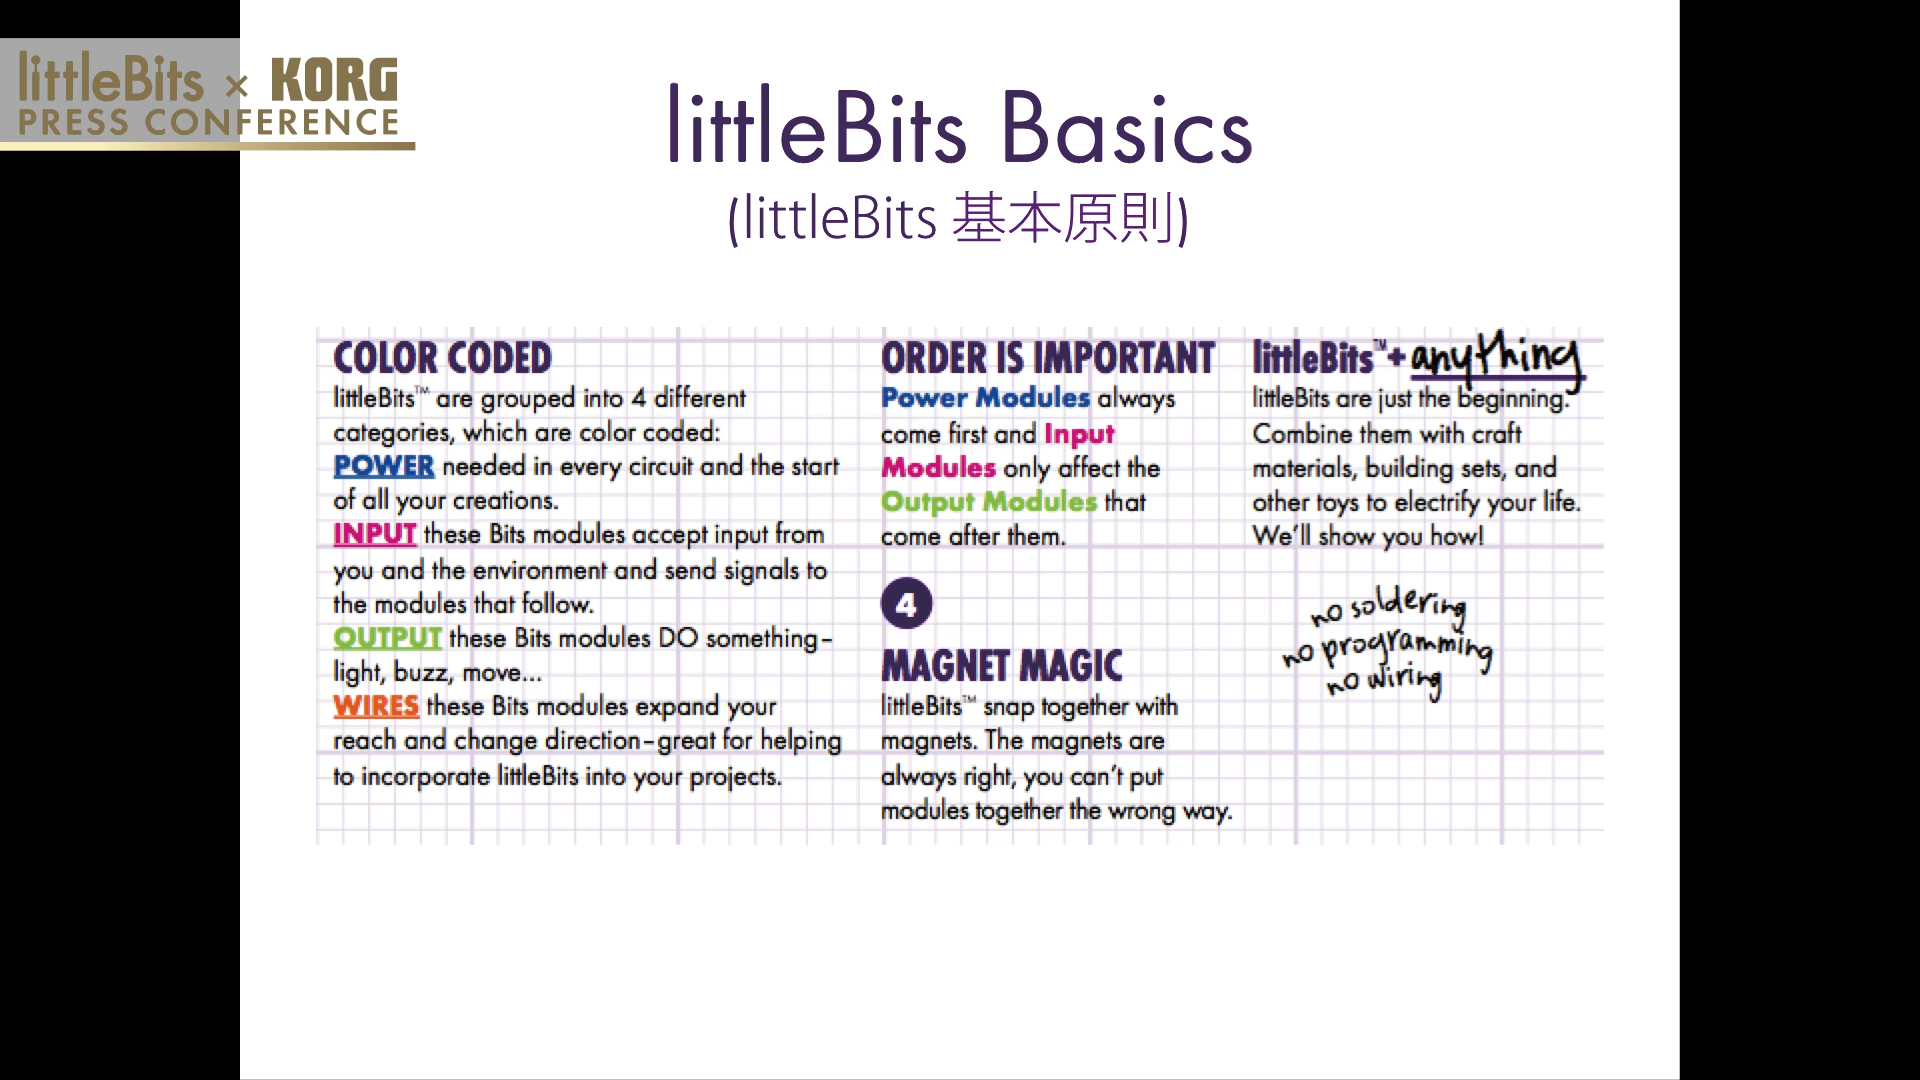 littleBits × KORG
PRESS CONFERENCE
littleBits Basics
(littleBits 基本原則)
COLOR CODED
littleBits™ are grouped into 4 different
categories, which are color coded:
POWER needed in every circuit and the start
of all your creations.
INPUT these Bits modules accept input from
you and the environment and send signals to
the modules that follow.
OUTPUT these Bits modules DO something–
light, buzz, move...
WIRES these Bits modules expand your
reach and change direction–great for helping
to incorporate littleBits into your projects.
ORDER IS IMPORTANT
Power Modules always
come first and Input
Modules only affect the
Output Modules that
come after them.
4
MAGNET MAGIC
littleBits™ snap together with
magnets. The magnets are
always right, you can't put
modules together the wrong way.
littleBits™+ anything
littleBits are just the beginning.
Combine them with craft
materials, building sets, and
other toys to electrify your life.
We'll show you how!
no soldering
no programming
no wiring